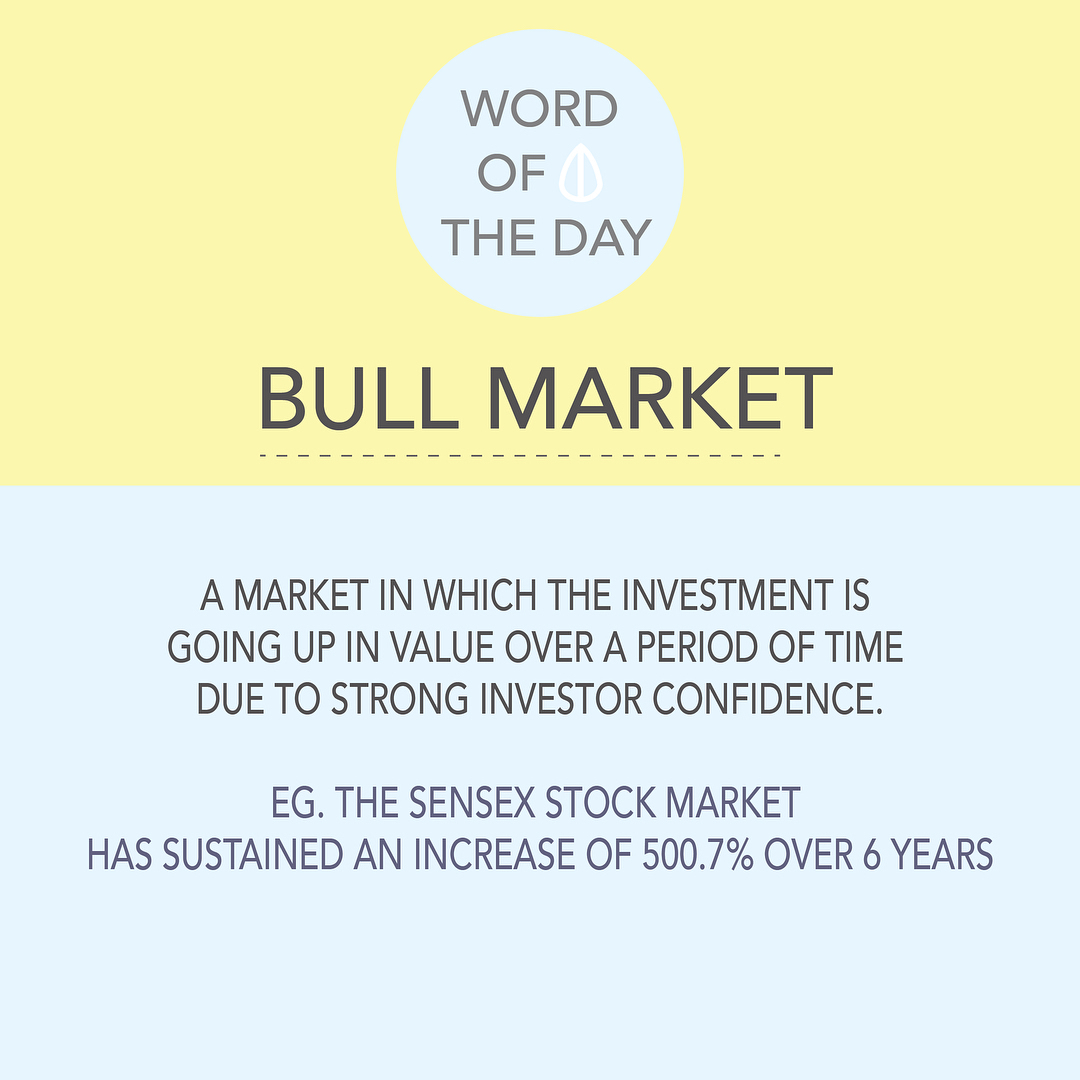 WORD
OF
THE DAY
BULL MARKET
A MARKET IN WHICH THE INVESTMENT IS
GOING UP IN VALUE OVER A PERIOD OF TIME
DUE TO STRONG INVESTOR CONFIDENCE.
EG. THE SENSEX STOCK MARKET
HAS SUSTAINED AN INCREASE OF 500.7% OVER 6 YEARS